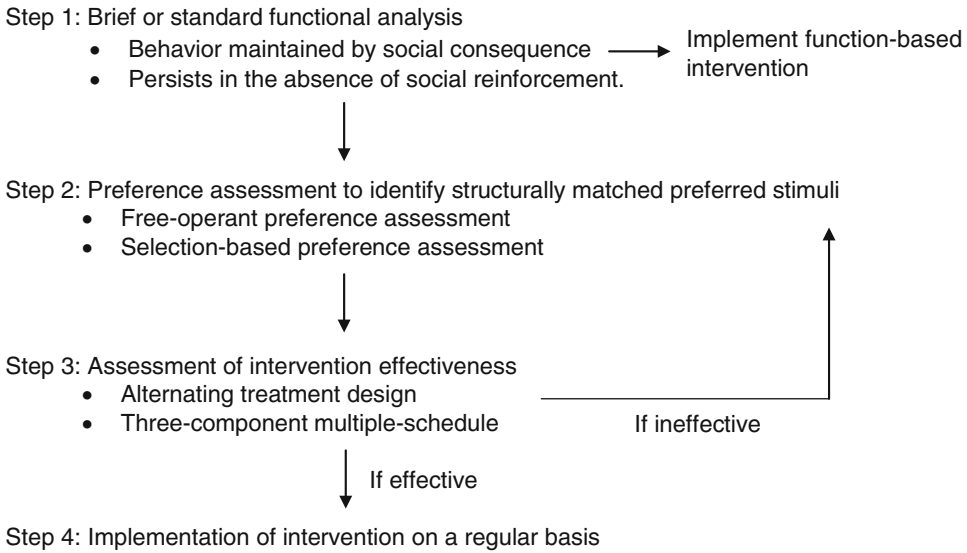 Step 1: Brief or standard functional analysis
• Behavior maintained by social consequence
Implement function-based
intervention
• Persists in the absence of social reinforcement.
Step 2: Preference assessment to identify structurally matched preferred stimuli
• Free-operant preference assessment
• Selection-based preference assessment
Step 3: Assessment of intervention effectiveness
• Alternating treatment design
• Three-component multiple-schedule
If ineffective
If effective
Step 4: Implementation of intervention on a regular basis